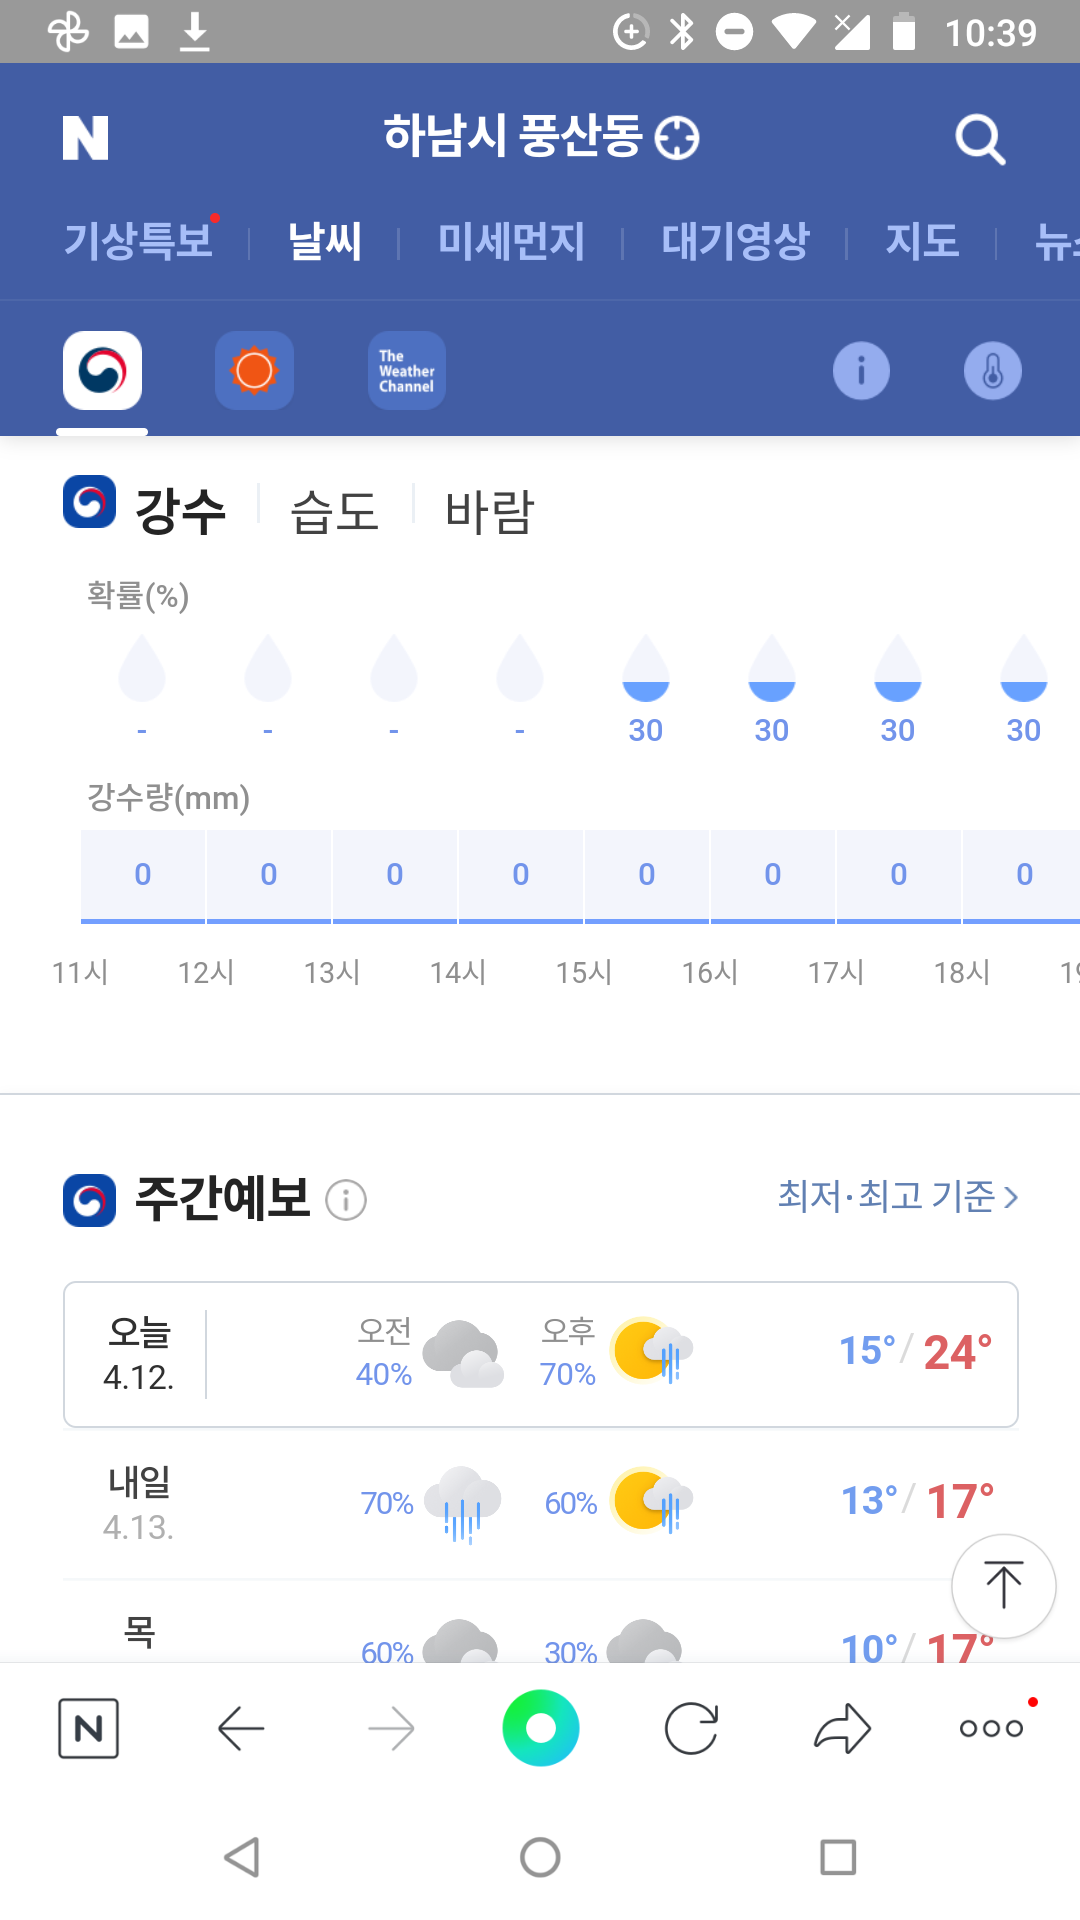 10:39
N 하남시 풍산동
기상특보 날씨 미세먼지 대기영상 지도
The
Weather
Channel
강수 습도 바람
확률(%)
- - - - 30 30 30 30
강수량(mm)
0 0 0 0 0 0 0 0
11시 12시 13시 14시 15시 16시 17시 18시
주간예보 최저·최고 기준
오늘 오전 오후 15°/ 24°
4.12. 40% 70%
내일 70% 60% 13°/ 17°
4.13.
목 60% 30% 10°/ 17°
N